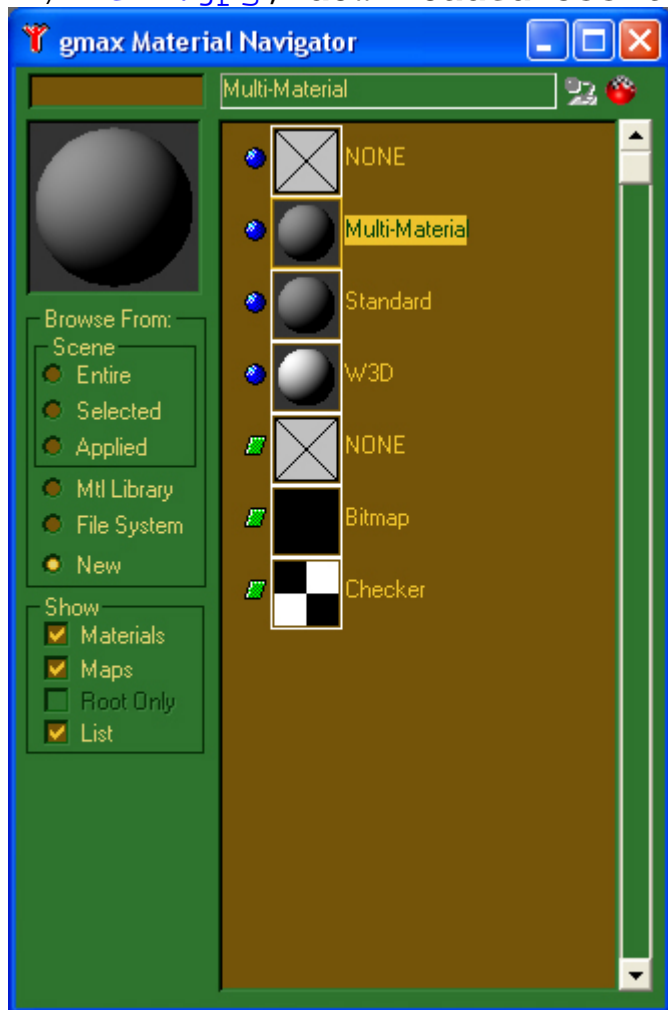 gmax Material Navigator
Multi-Material
NONE
Multi-Material
Standard
W3D
NONE
Bitmap
Checker
Browse From:
Scene
Entire
Selected
Applied
Mtl Library
File System
New
Show
Materials
Maps
Root Only
List